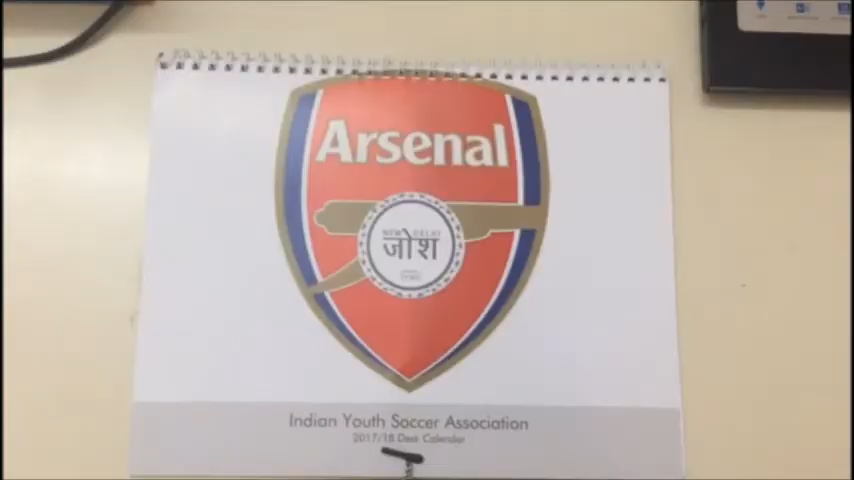 Arsenal
NEW DELHI
जोश
Indian Youth Soccer Association
2017/18 Desk Calendar